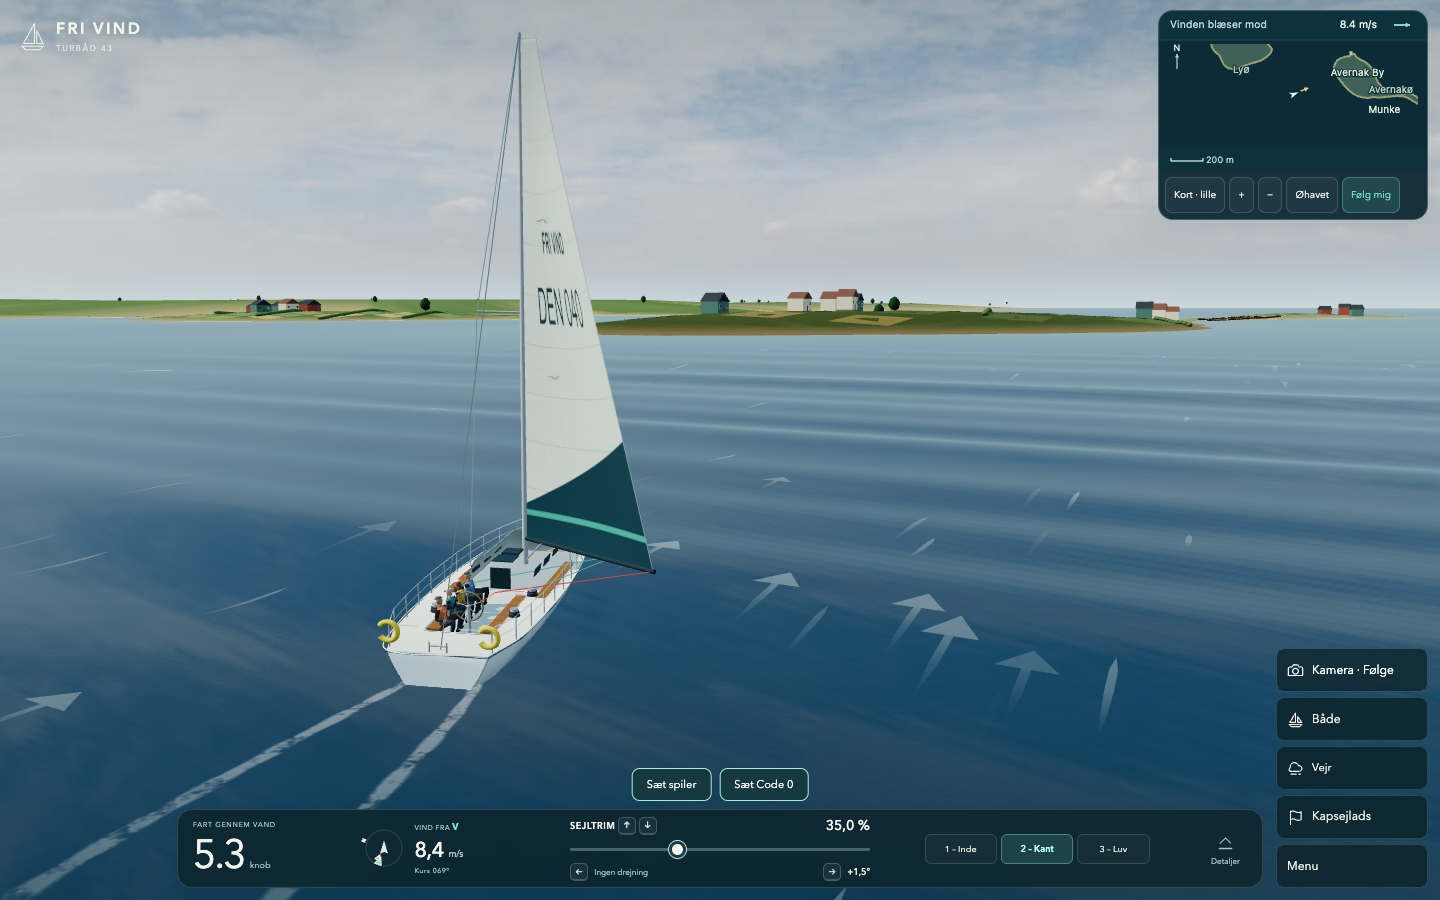 FRI VIND
TURBÅD 43
Vinden blæser mod
8.4 m/s
N
Lyø
Avernak By
Avernakø
Munke
200 m
Kort · lille
+
−
Øhavet
Følg mig
FRI VIND
DEN 040
Kamera · Følge
Både
Vejr
Kapsejlads
Menu
Sæt spiler
Sæt Code 0
FART GENNEM VAND
5.3 knob
VIND FRA V
8,4 m/s
Kurs 069°
SEJLTRIM ↑ ↓
35,0 %
← Ingen drejning
→ +1,5°
1 – Inde
2 – Kant
3 – Luv
Detaljer